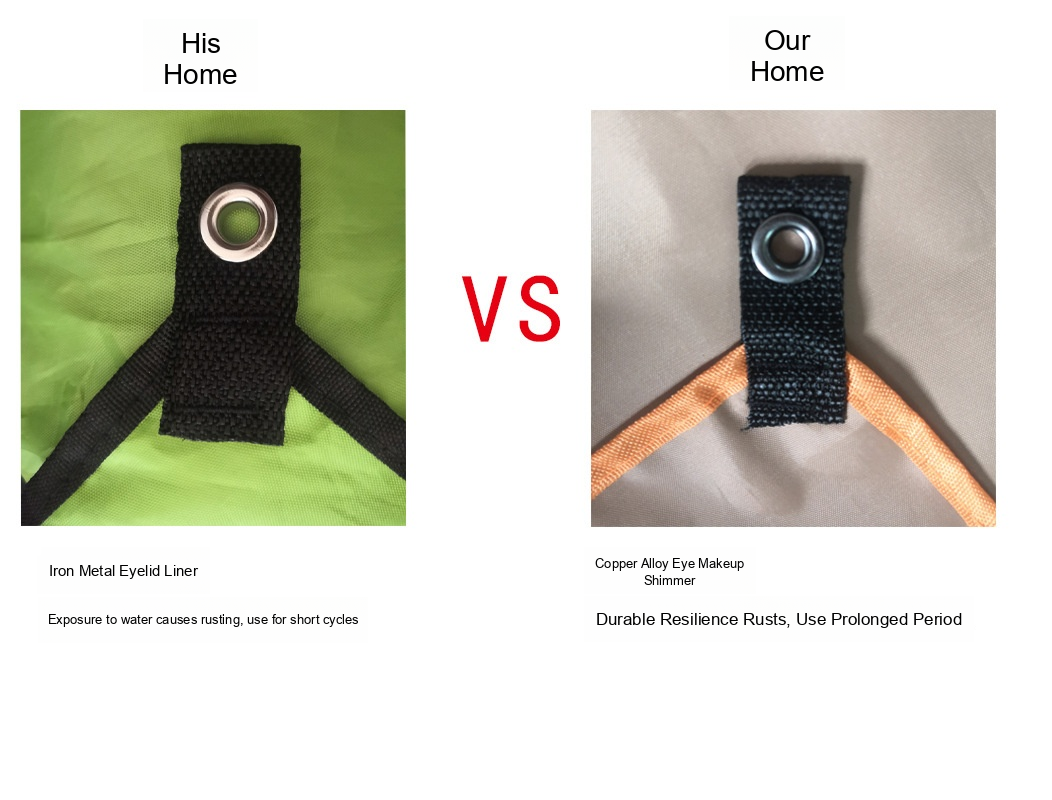 His
Home
Our
Home
VS
Iron Metal Eyelid Liner
Copper Alloy Eye Makeup
Shimmer
Exposure to water causes rusting, use for short cycles
Durable Resilience Rusts, Use Prolonged Period